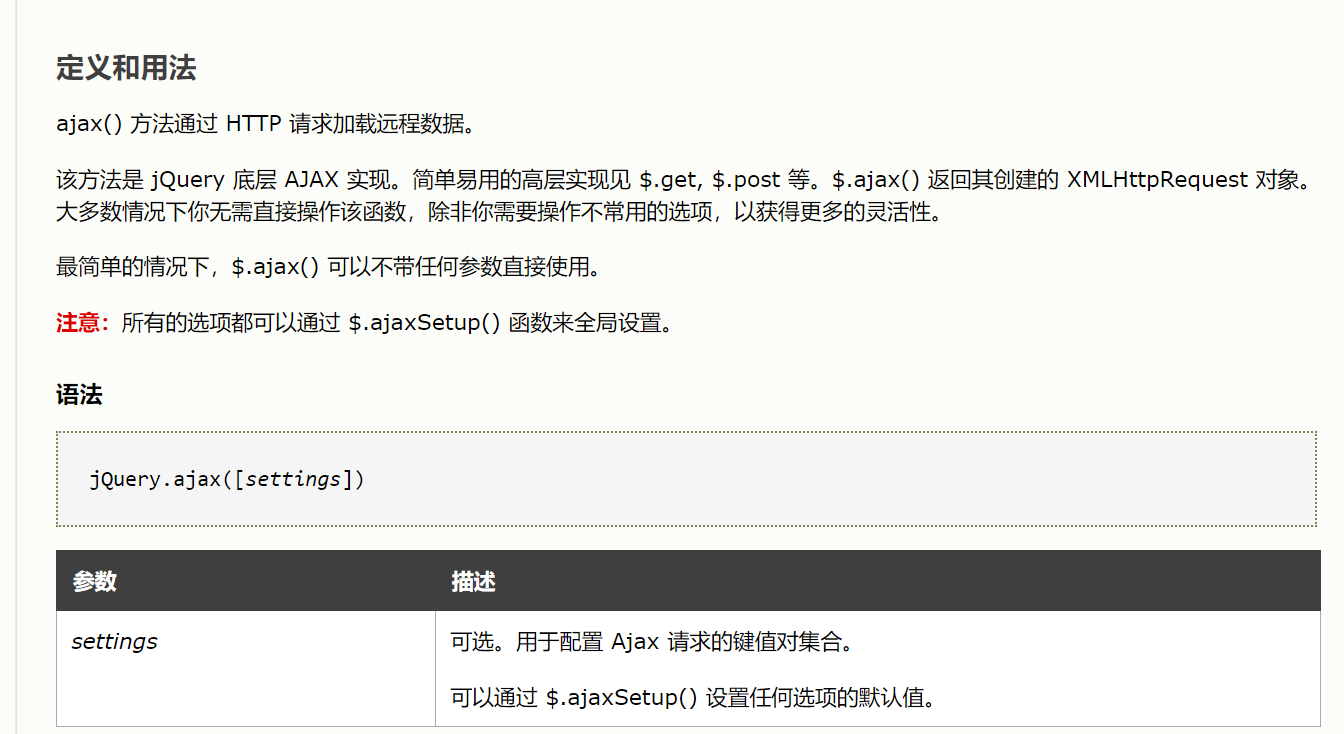 定义和用法
ajax() 方法通过 HTTP 请求加载远程数据。
该方法是 jQuery 底层 AJAX 实现。简单易用的高层实现见 $.get, $.post 等。$.ajax() 返回其创建的 XMLHttpRequest 对象。
大多数情况下你无需直接操作该函数，除非你需要操作不常用的选项，以获得更多的灵活性。
最简单的情况下，$.ajax() 可以不带任何参数直接使用。
注意：所有的选项都可以通过 $.ajaxSetup() 函数来全局设置。
语法
jQuery.ajax([settings])
参数 描述
settings 可选。用于配置 Ajax 请求的键值对集合。
可以通过 $.ajaxSetup() 设置任何选项的默认值。